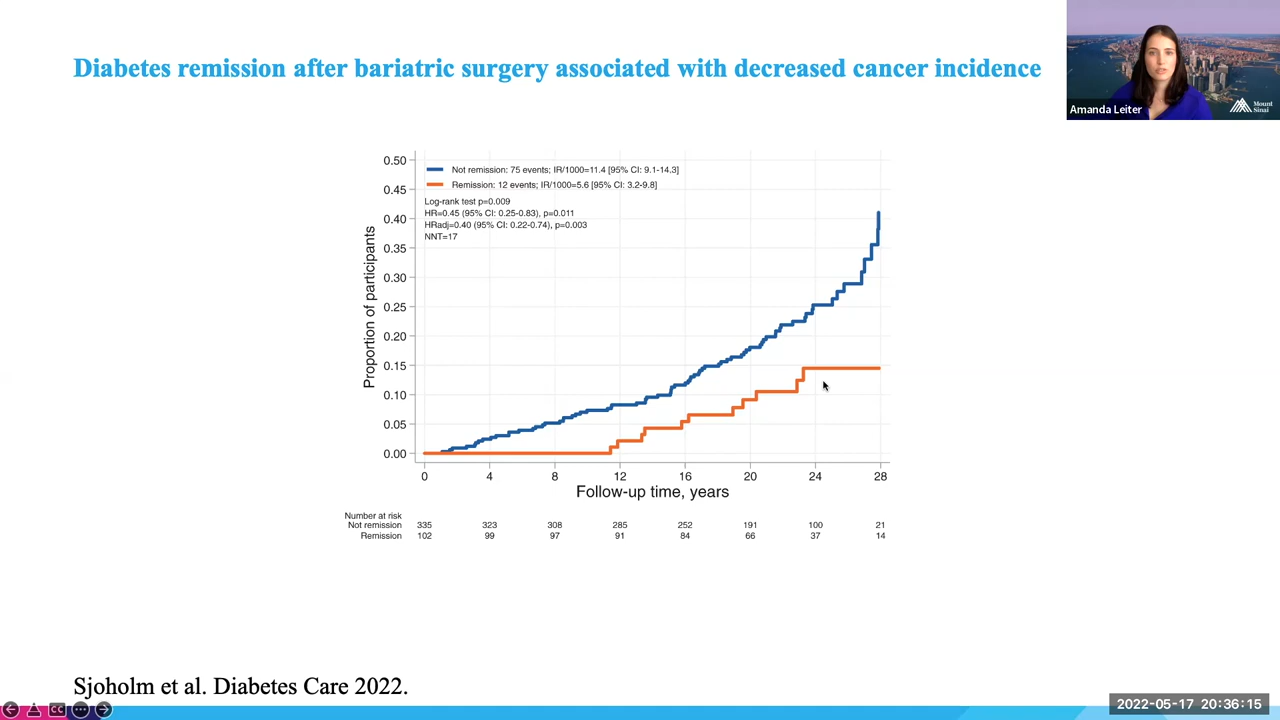 Diabetes remission after bariatric surgery associated with decreased cancer incidence
Amanda Leiter
Mount
Sinai
Not remission: 75 events; IR/1000=11.4 [95% CI: 9.1-14.3]
Remission: 12 events; IR/1000=5.6 [95% CI: 3.2-9.8]
Log-rank test p=0.009
HR=0.45 (95% CI: 0.25-0.83), p=0.011
HRadj=0.40 (95% CI: 0.22-0.74), p=0.003
NNT=17
Proportion of participants
0.50
0.45
0.40
0.35
0.30
0.25
0.20
0.15
0.10
0.05
0.00
0 4 8 12 16 20 24 28
Follow-up time, years
Number at risk
Not remission 335 323 308 285 252 191 100 21
Remission 102 99 97 91 84 66 37 14
Sjoholm et al. Diabetes Care 2022.
CC
2022-05-17 20:36:15